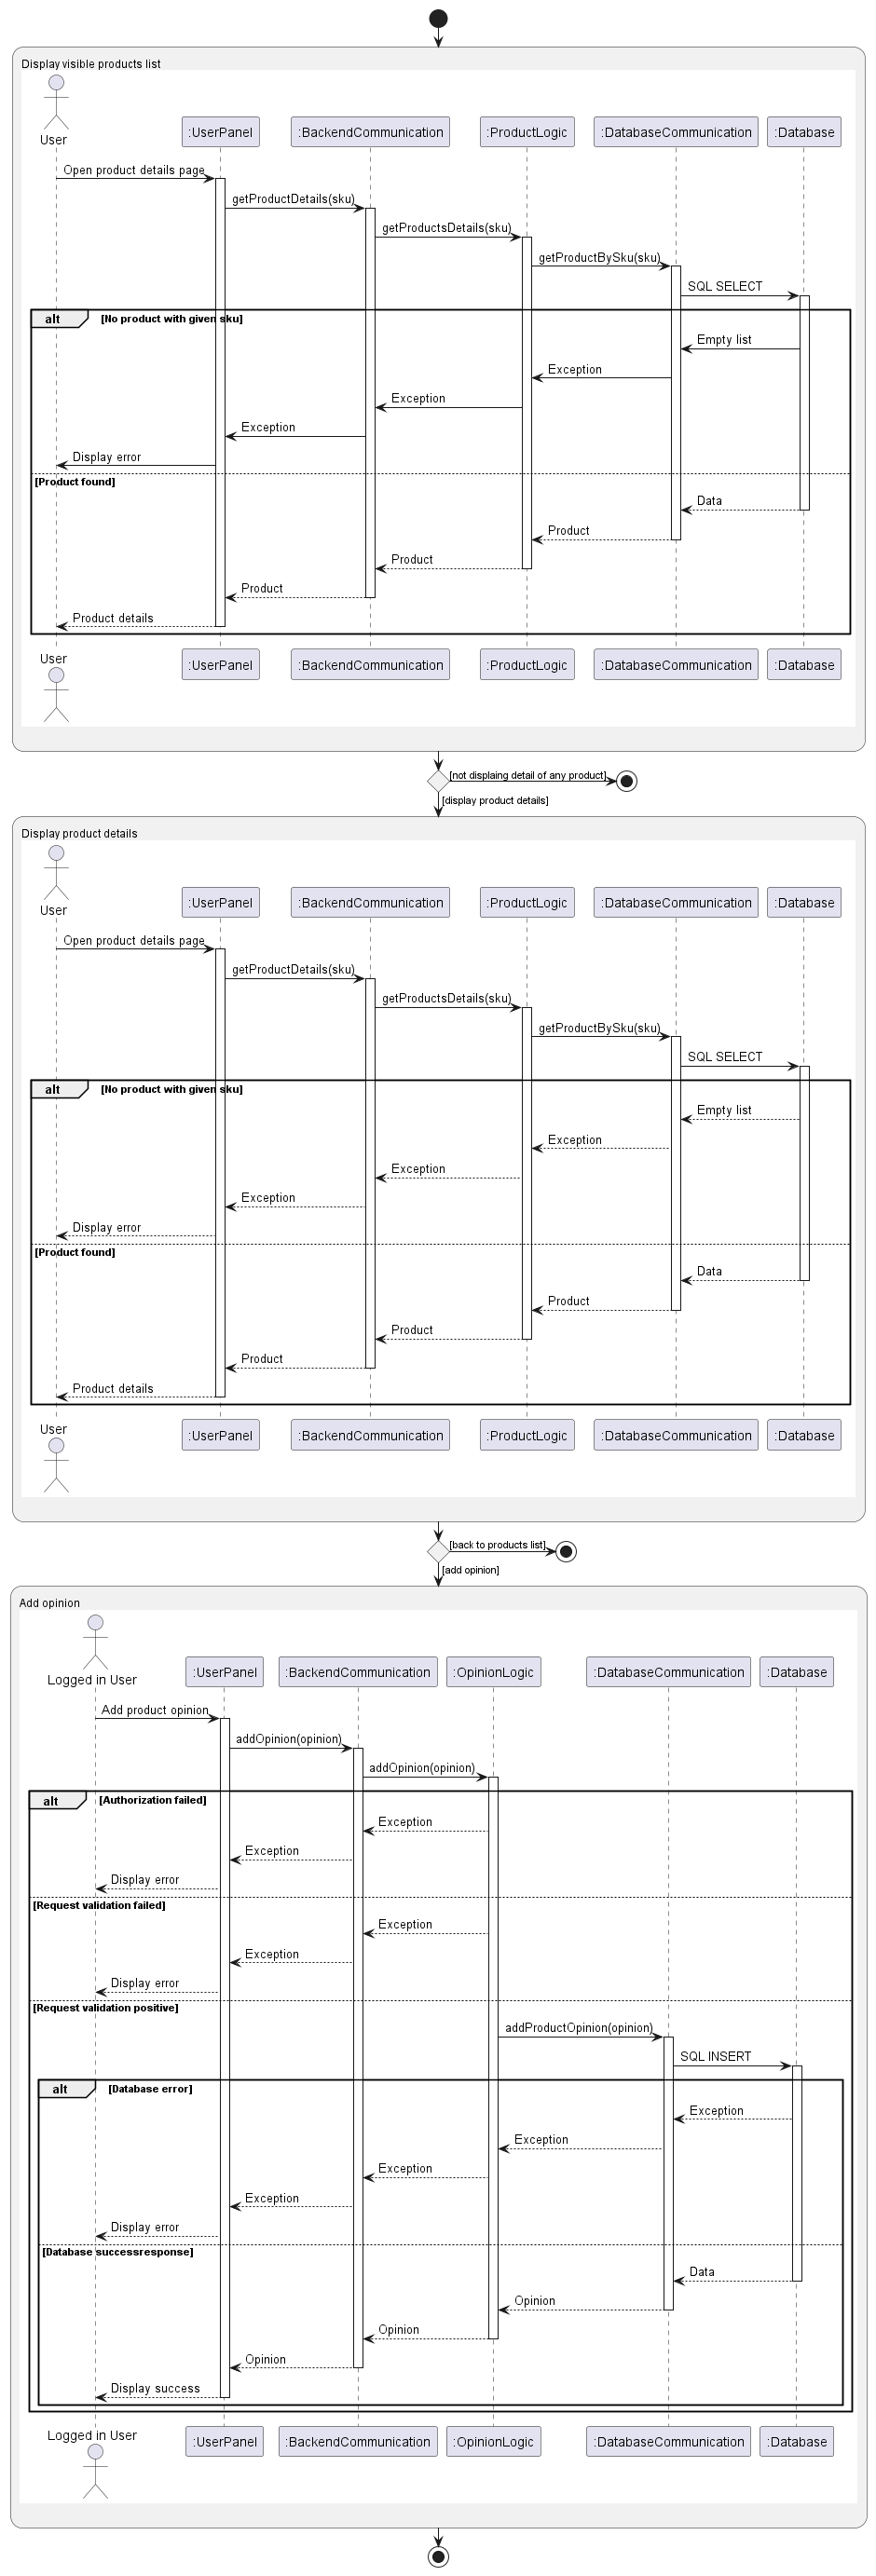 Display visible products list
User
:UserPanel
:BackendCommunication
:ProductLogic
:DatabaseCommunication
:Database
Open product details page
getProductDetails(sku)
getProductsDetails(sku)
getProductBySku(sku)
SQL SELECT
alt
[No product with given sku]
Empty list
Exception
Exception
Exception
Display error
[Product found]
Data
Product
Product
Product
Product details
User
:UserPanel
:BackendCommunication
:ProductLogic
:DatabaseCommunication
:Database
[not displaing detail of any product]
[display product details]
Display product details
User
:UserPanel
:BackendCommunication
:ProductLogic
:DatabaseCommunication
:Database
Open product details page
getProductDetails(sku)
getProductsDetails(sku)
getProductBySku(sku)
SQL SELECT
alt
[No product with given sku]
Empty list
Exception
Exception
Exception
Display error
[Product found]
Data
Product
Product
Product
Product details
User
:UserPanel
:BackendCommunication
:ProductLogic
:DatabaseCommunication
:Database
[back to products list]
[add opinion]
Add opinion
Logged in User
:UserPanel
:BackendCommunication
:OpinionLogic
:DatabaseCommunication
:Database
Add product opinion
addOpinion(opinion)
addOpinion(opinion)
alt
[Authorization failed]
Exception
Exception
Display error
[Request validation failed]
Exception
Exception
Display error
[Request validation positive]
addProductOpinion(opinion)
SQL INSERT
alt
[Database error]
Exception
Exception
Exception
Exception
Display error
[Database successresponse]
Data
Opinion
Opinion
Opinion
Display success
Logged in User
:UserPanel
:BackendCommunication
:OpinionLogic
:DatabaseCommunication
:Database